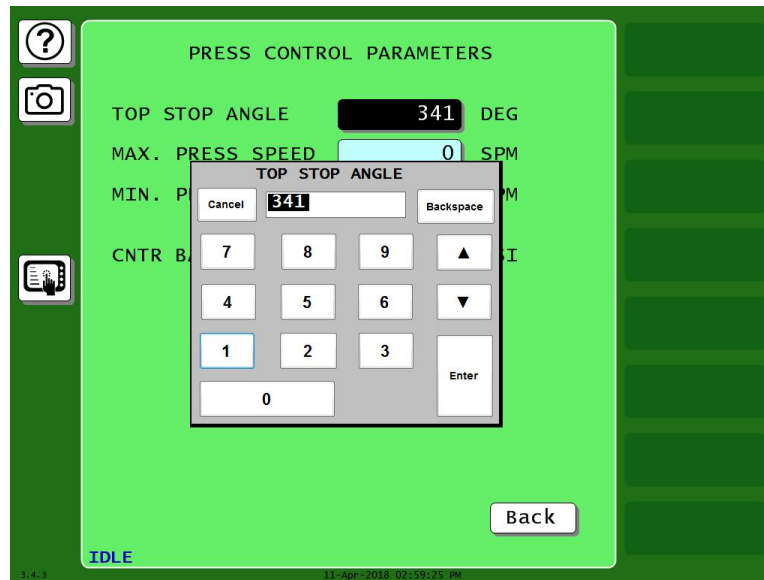 PRESS CONTROL PARAMETERS
TOP STOP ANGLE 341 DEG
MAX. PRESS SPEED 0 SPM
MIN.
TOP STOP ANGLE
Cancel 341 Backspace
CNTR
7 8 9 ▲
4 5 6 ▼
1 2 3
Enter
0
Back
IDLE
3.4.3 11-Apr-2018 02:59:25 PM